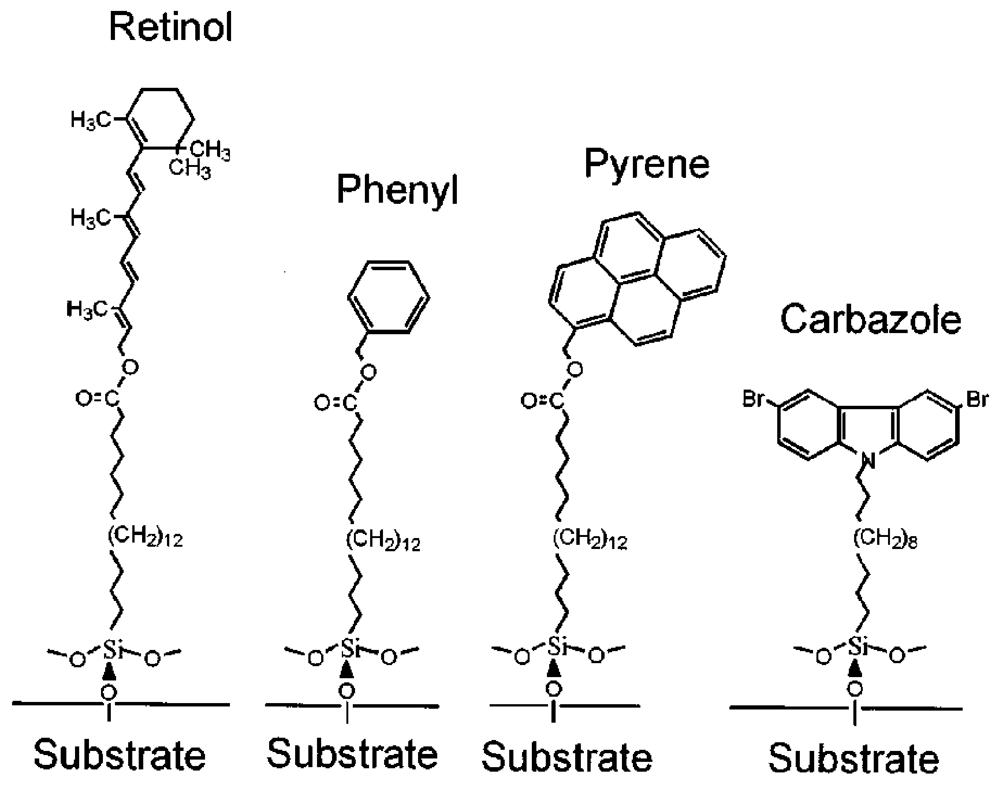 Retinol
H3C
CH3
CH3
H3C
H3C
O
O=C
(CH2)12
Si
O
O
O
Substrate
Phenyl
O
O=C
(CH2)12
Si
O
O
O
Substrate
Pyrene
O
O=C
(CH2)12
Si
O
O
O
Substrate
Carbazole
Br
Br
N
(CH2)8
Si
O
O
O
Substrate